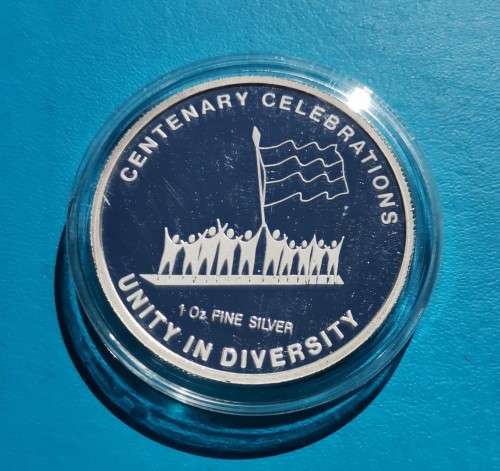 CENTENARY CELEBRATIONS
1 Oz FINE SILVER
UNITY IN DIVERSITY